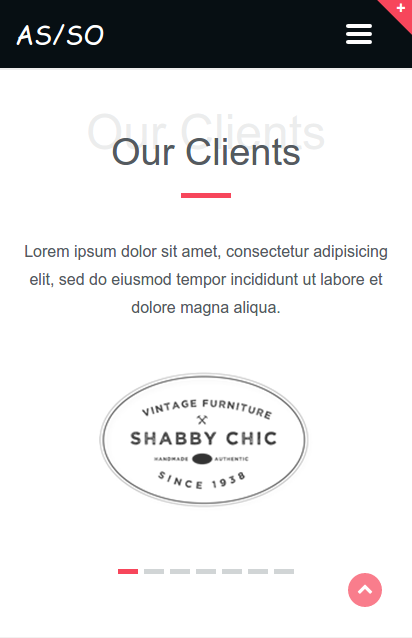 AS/SO
Our Clients
Our Clients
Lorem ipsum dolor sit amet, consectetur adipisicing
elit, sed do eiusmod tempor incididunt ut labore et
dolore magna aliqua.
VINTAGE FURNITURE
SHABBY CHIC
HANDMADE AUTHENTIC
SINCE 1938